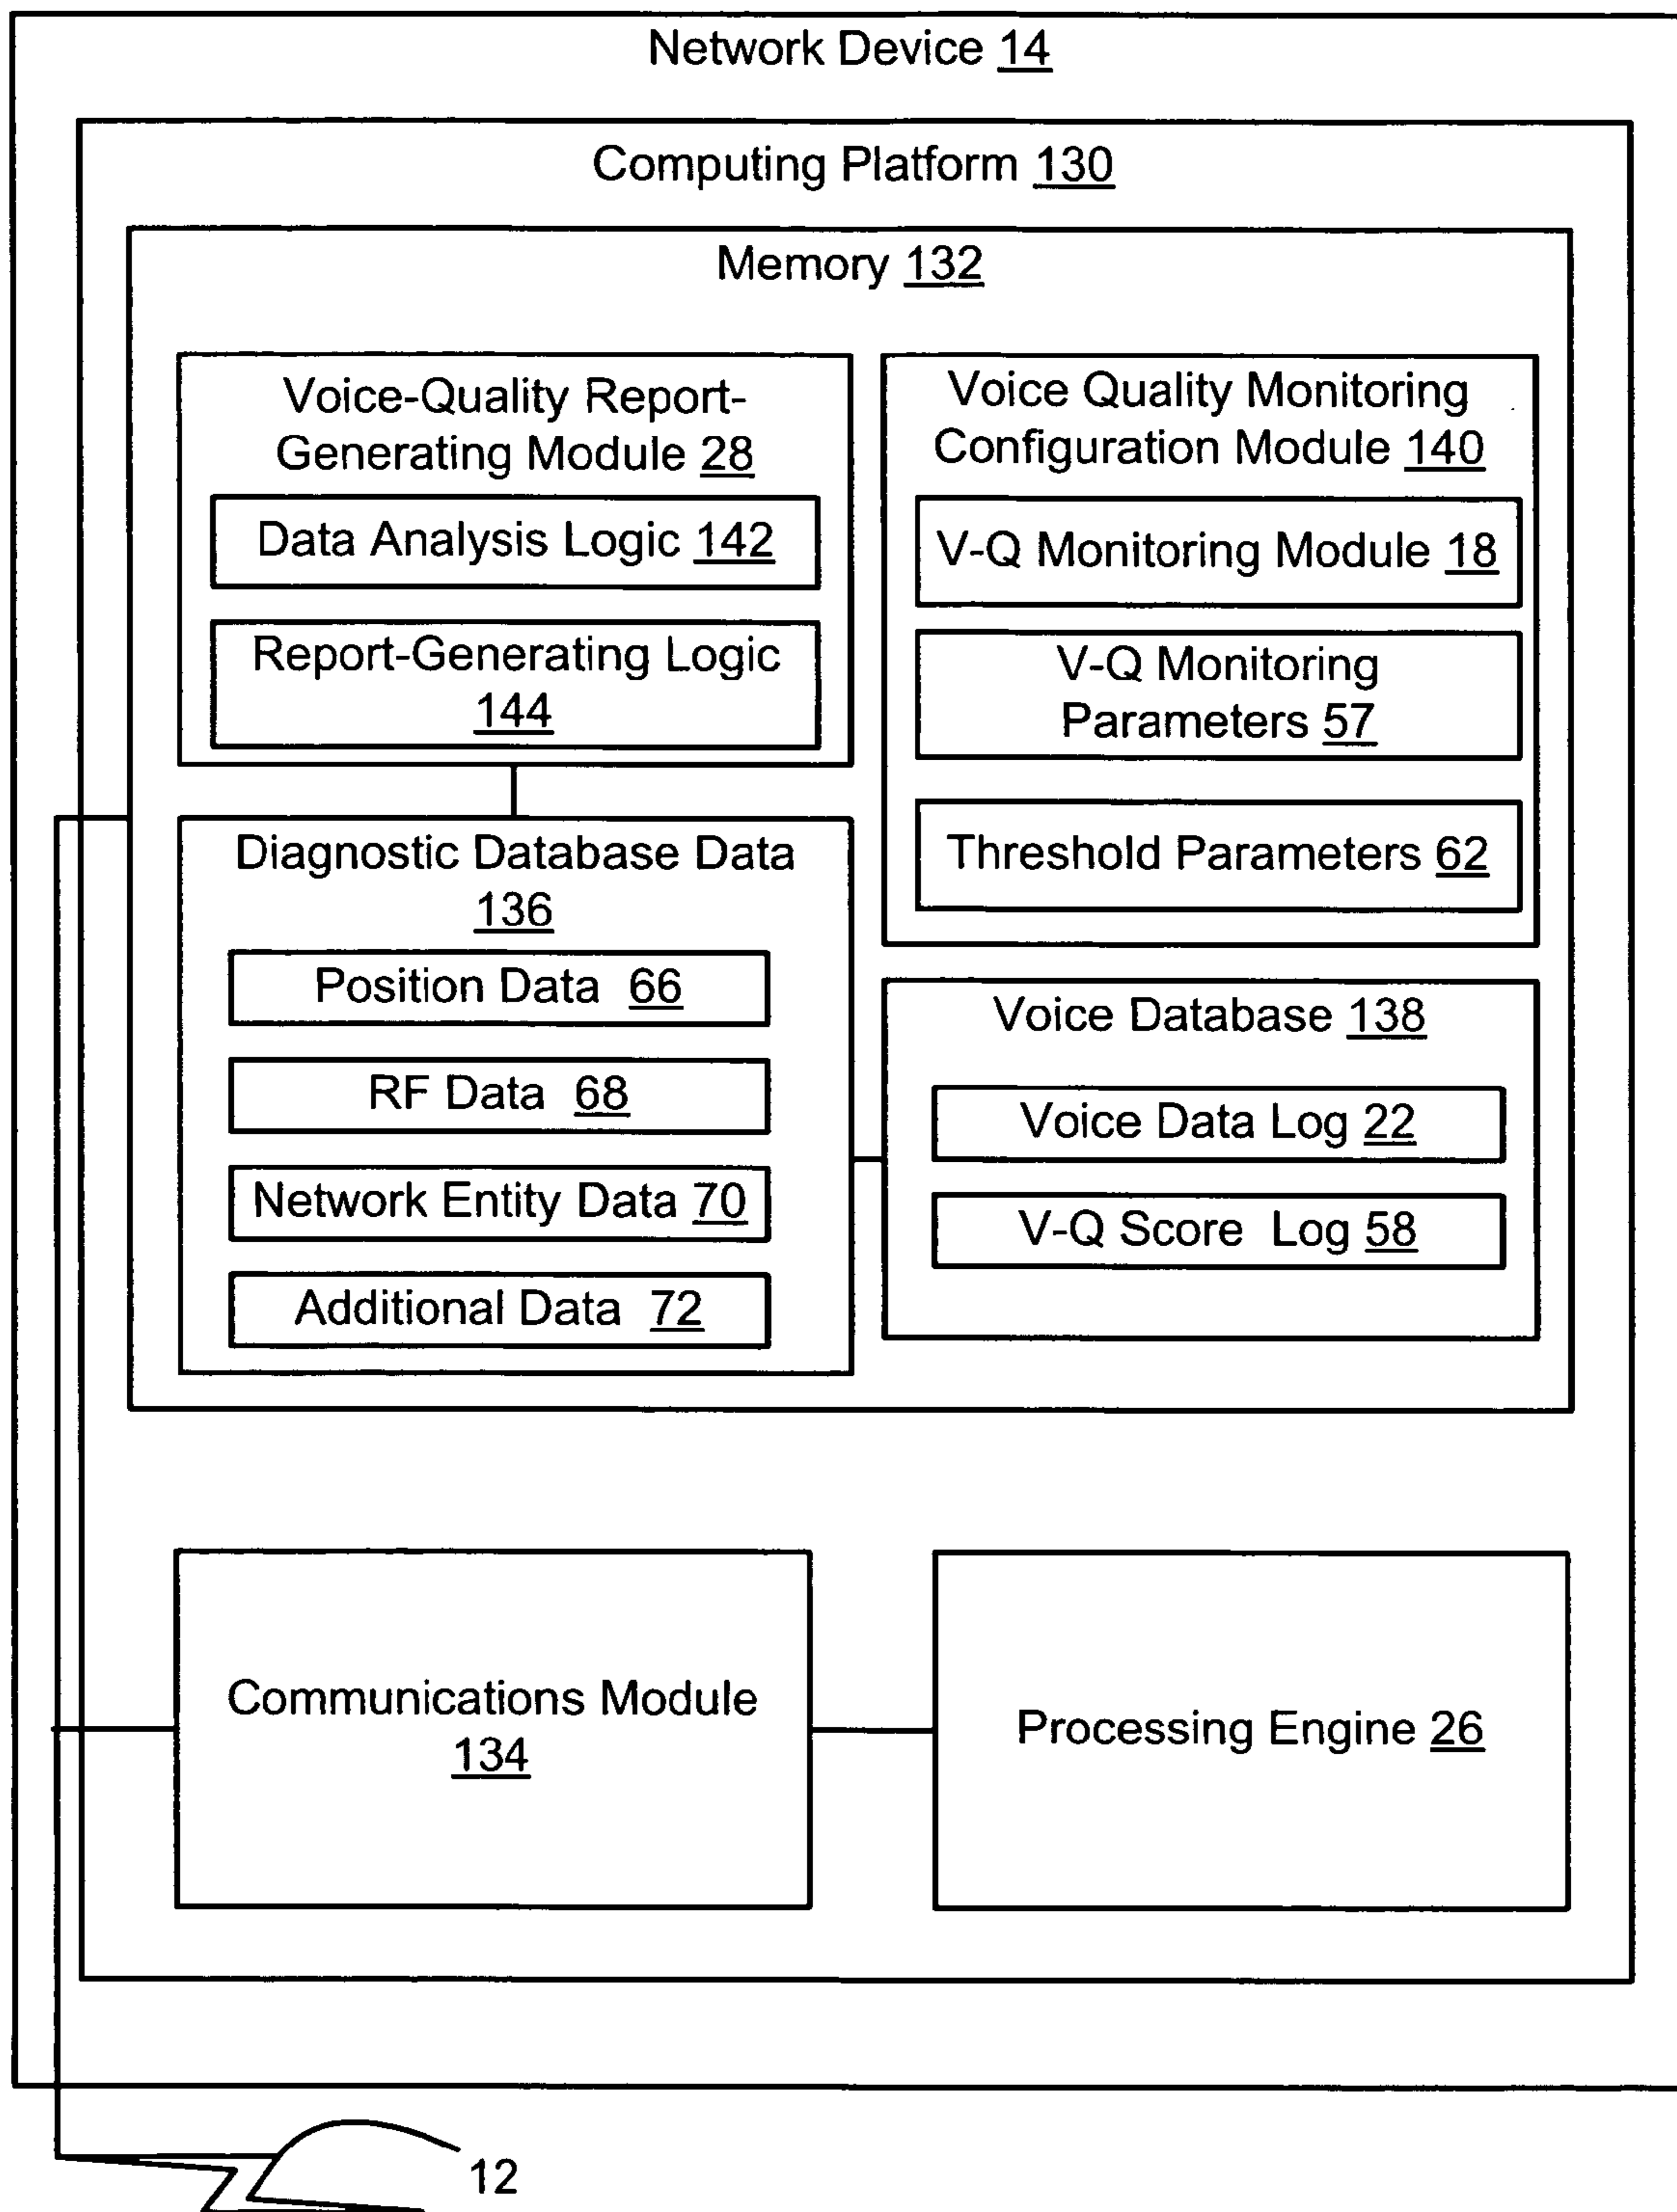 Network Device 14
Computing Platform 130
Memory 132
Voice-Quality Report-
Generating Module 28
Data Analysis Logic 142
Report-Generating Logic
144
Voice Quality Monitoring
Configuration Module 140
V-Q Monitoring Module 18
V-Q Monitoring
Parameters 57
Threshold Parameters 62
Diagnostic Database Data
136
Position Data 66
RF Data 68
Network Entity Data 70
Additional Data 72
Voice Database 138
Voice Data Log 22
V-Q Score Log 58
Communications Module
134
Processing Engine 26
12